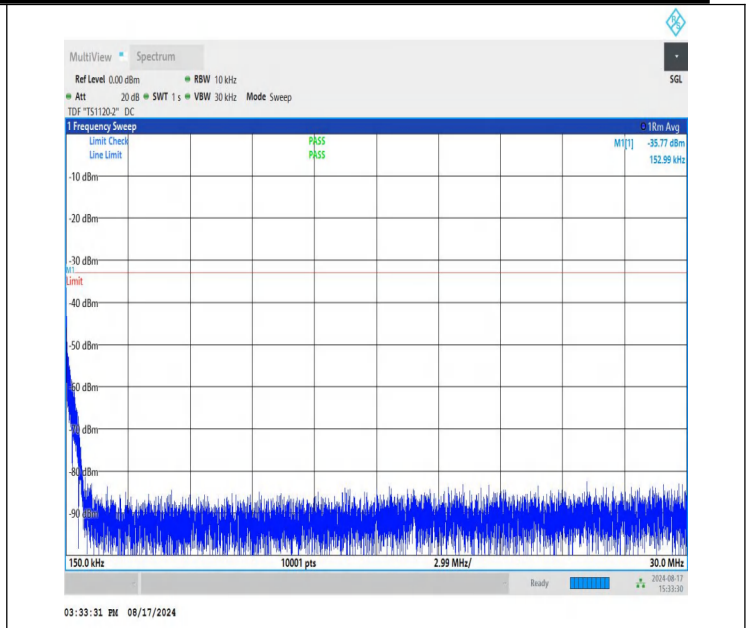 MultiView Spectrum
Ref Level 0.00 dBm RBW 10 kHz SGL
Att 20 dB SWT 1 s VBW 30 kHz Mode Sweep
TDF "TS1120-2" DC
1 Frequency Sweep 1Rm Avg
Limit Check PASS M1[1] -35.77 dBm
Line Limit PASS 152.99 kHz
-10 dBm
-20 dBm
-30 dBm
M1
Limit
-40 dBm
-50 dBm
-60 dBm
-70 dBm
-80 dBm
-90 dBm
150.0 kHz 10001 pts 2.99 MHz/ 30.0 MHz
Ready 2024-08-17
15:33:30
03:33:31 PM 08/17/2024